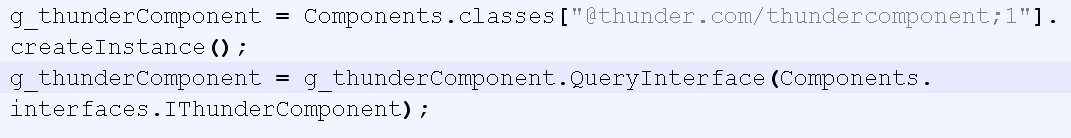 g_thunderComponent = Components.classes["@thunder.com/thundercomponent;1"].
createInstance();
g_thunderComponent = g_thunderComponent.QueryInterface(Components.
interfaces.IThunderComponent);